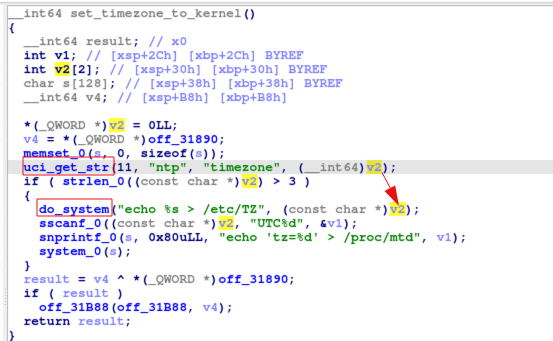 __int64 set_timezone_to_kernel()
{
__int64 result; // x0
int v1; // [xsp+2Ch] [xbp+2Ch] BYREF
int v2[2]; // [xsp+30h] [xbp+30h] BYREF
char s[128]; // [xsp+38h] [xbp+38h] BYREF
__int64 v4; // [xsp+B8h] [xbp+B8h]
*(_QWORD *)v2 = 0LL;
v4 = *(_QWORD *)off_31890;
memset_0(s, 0, sizeof(s));
uci_get_str(11, "ntp", "timezone", (__int64)v2);
if ( strlen_0((const char *)v2) > 3 )
{
do_system("echo %s > /etc/TZ", (const char *)v2);
sscanf_0((const char *)v2, "UTC%d", &v1);
snprintf_0(s, 0x80uLL, "echo 'tz=%d' > /proc/mtd", v1);
system_0(s);
}
result = v4 ^ *(_QWORD *)off_31890;
if ( result )
off_31B88(off_31B88, v4);
return result;
}